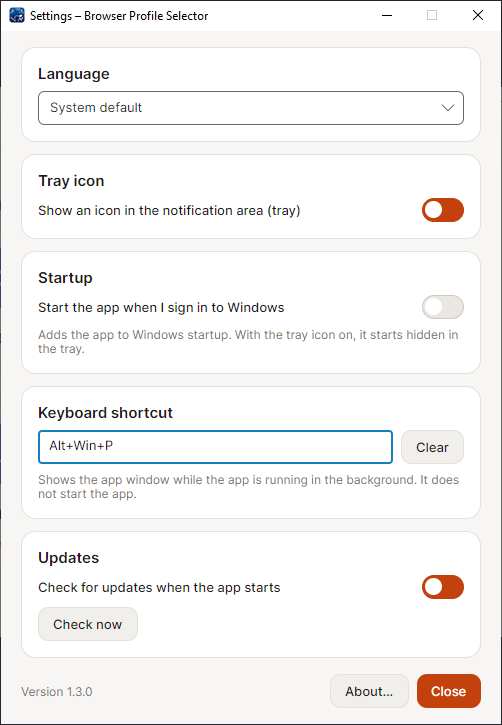 Settings – Browser Profile Selector
Language
System default
Tray icon
Show an icon in the notification area (tray)
Startup
Start the app when I sign in to Windows
Adds the app to Windows startup. With the tray icon on, it starts hidden in
the tray.
Keyboard shortcut
Alt+Win+P
Clear
Shows the app window while the app is running in the background. It does
not start the app.
Updates
Check for updates when the app starts
Check now
Version 1.3.0
About...
Close